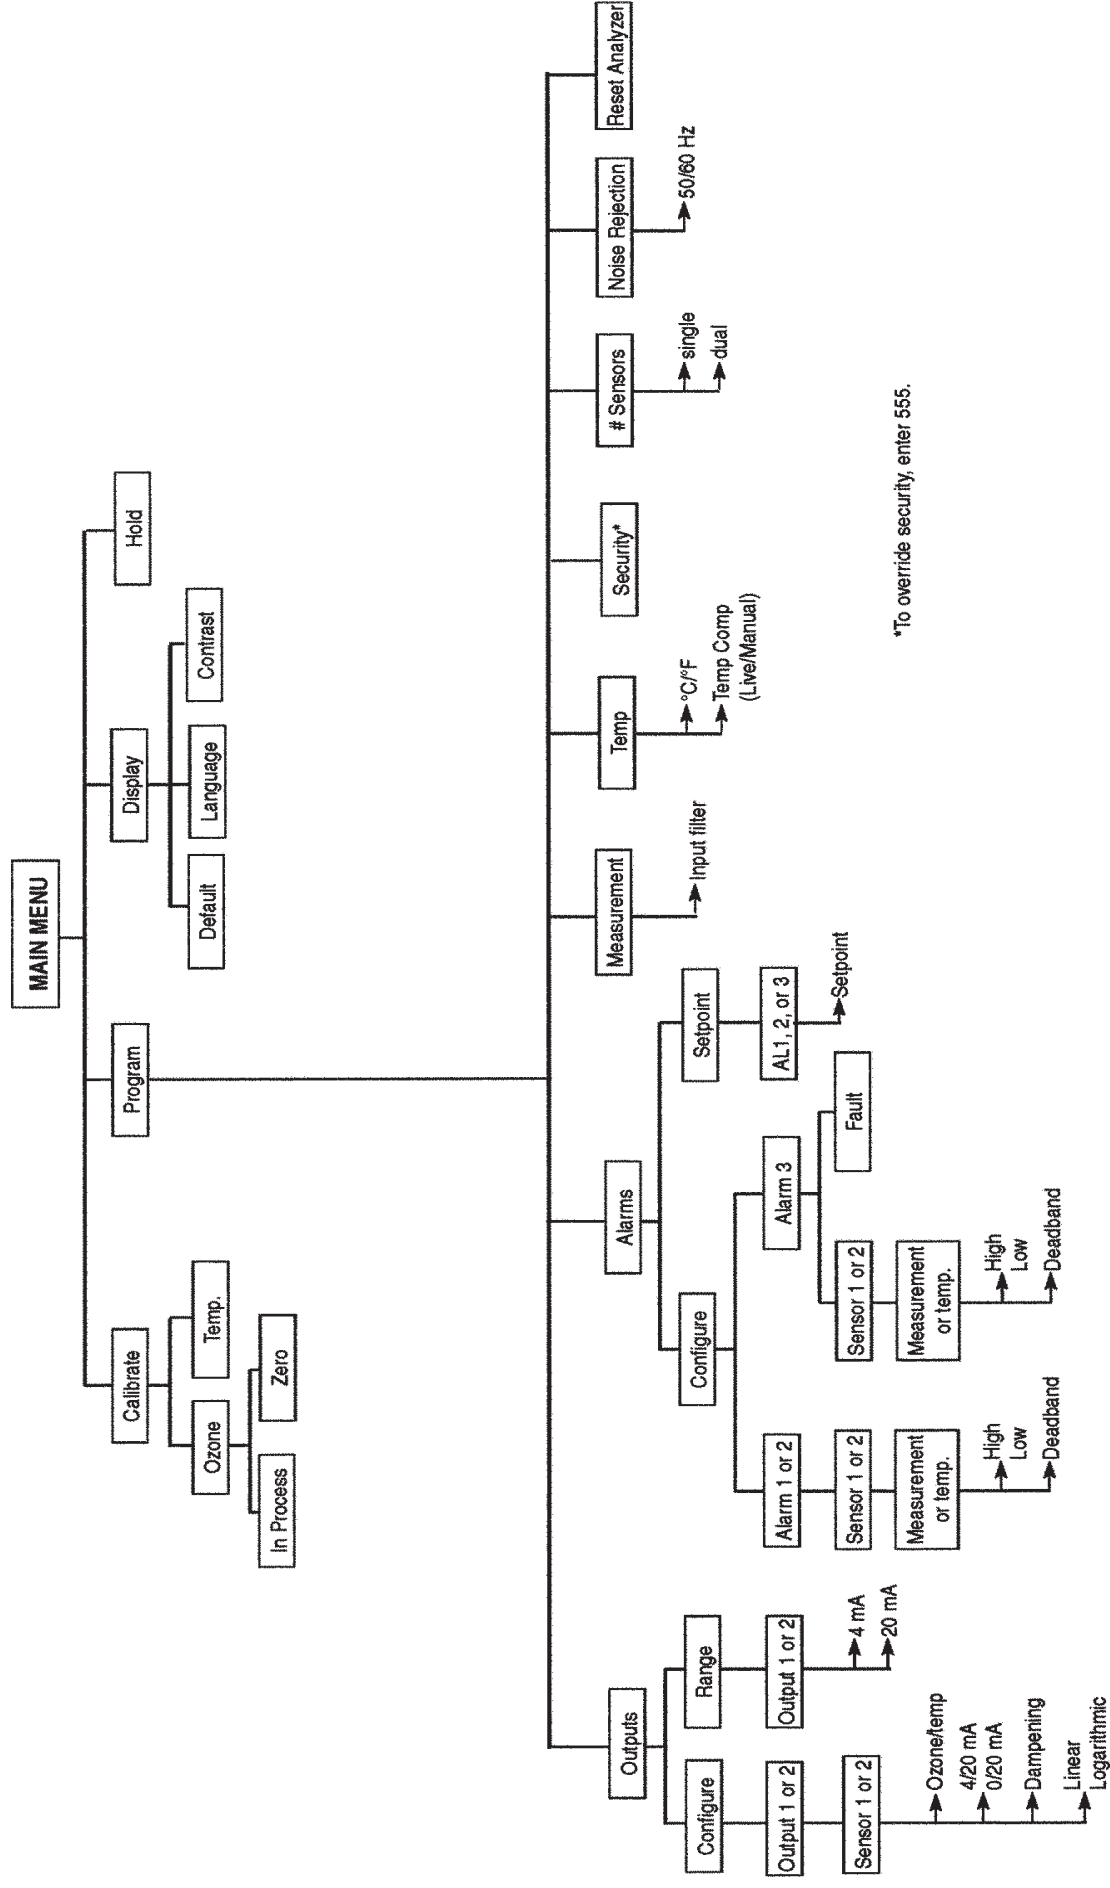 MAIN MENU
Calibrate
Program
Display
Hold
Ozone
Temp.
Default
Language
Contrast
In Process
Zero
Outputs
Alarms
Measurement
Temp
Security*
# Sensors
Noise Rejection
Reset Analyzer
Configure
Range
Configure
Setpoint
Input filter
°C/°F
Temp Comp
(Live/Manual)
single
dual
50/60 Hz
Output 1 or 2
Output 1 or 2
Alarm 1 or 2
Alarm 3
AL1, 2, or 3
Sensor 1 or 2
4 mA
20 mA
Sensor 1 or 2
Sensor 1 or 2
Fault
Setpoint
Measurement
or temp.
Measurement
or temp.
Ozone/temp
4/20 mA
0/20 mA
Dampening
Linear
Logarithmic
High
Low
Deadband
High
Low
Deadband
*To override security, enter 555.